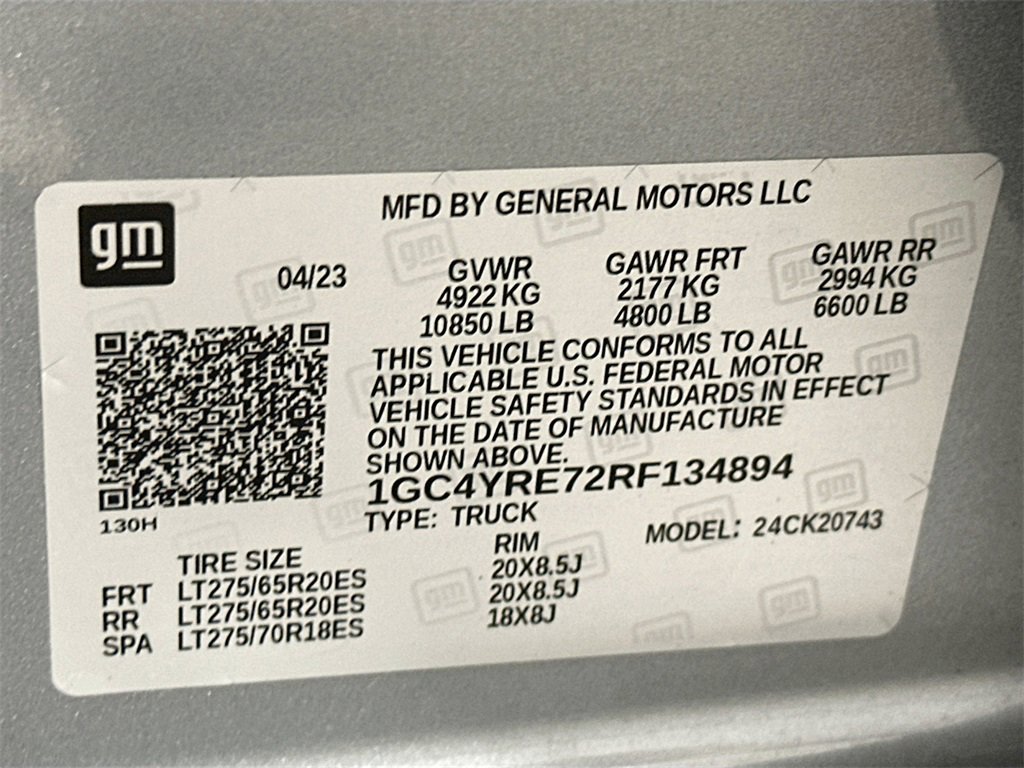 gm
MFD BY GENERAL MOTORS LLC
04/23 GVWR GAWR FRT GAWR RR
4922 KG 2177 KG 2994 KG
10850 LB 4800 LB 6600 LB
THIS VEHICLE CONFORMS TO ALL
APPLICABLE U.S. FEDERAL MOTOR
VEHICLE SAFETY STANDARDS IN EFFECT
ON THE DATE OF MANUFACTURE
SHOWN ABOVE.
1GC4YRE72RF134894
130H
TYPE: TRUCK MODEL: 24CK20743
TIRE SIZE RIM
FRT LT275/65R20ES 20X8.5J
RR LT275/65R20ES 20X8.5J
SPA LT275/70R18ES 18X8J